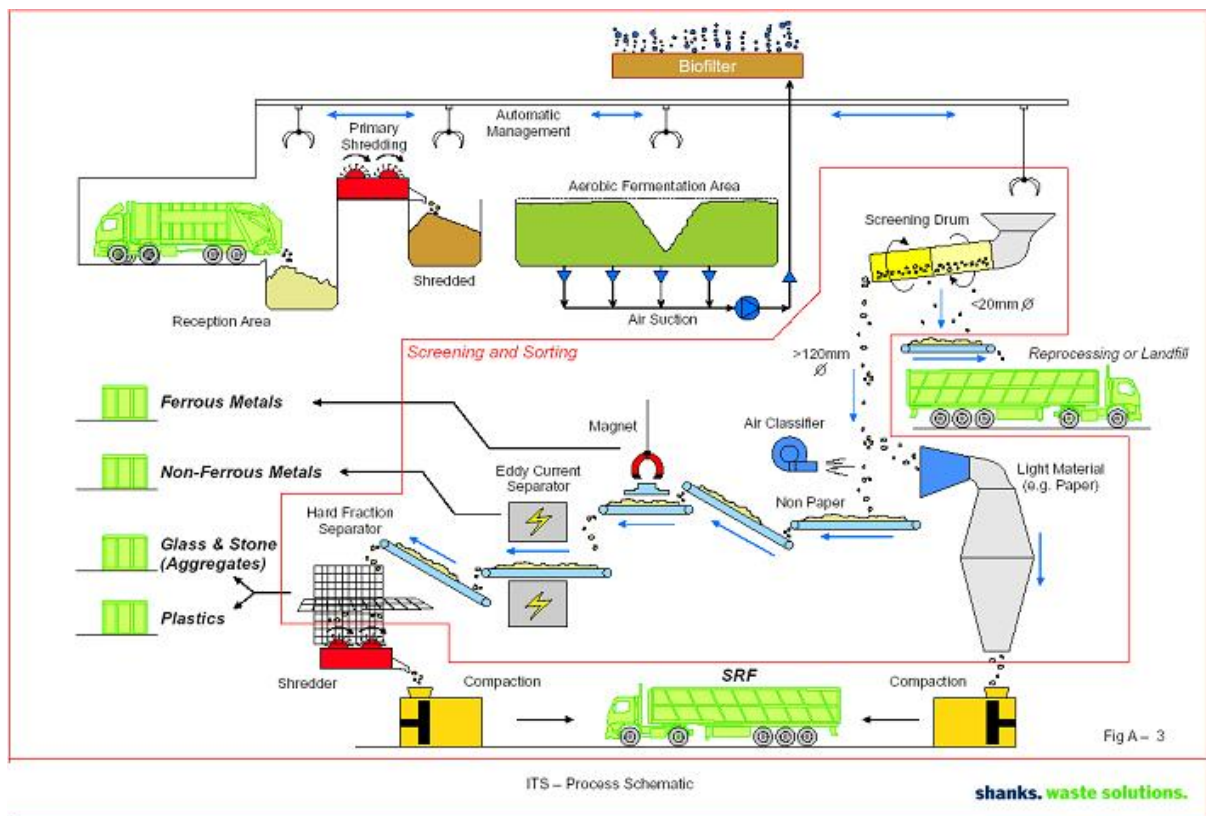 Biofilter
Automatic
Management
Primary
Shredding
Aerobic Fermentation Area
Screening Drum
Shredded
Reception Area
Air Suction
<20mm Ø
Screening and Sorting
>120mm
Ø
Reprocessing or Landfill
Ferrous Metals
Magnet
Air Classifier
Non-Ferrous Metals
Eddy Current
Separator
Light Material
(e.g. Paper)
Non Paper
Hard Fraction
Separator
Glass & Stone
(Aggregates)
Plastics
Shredder
Compaction
SRF
Compaction
Fig A – 3
ITS – Process Schematic
shanks. waste solutions.